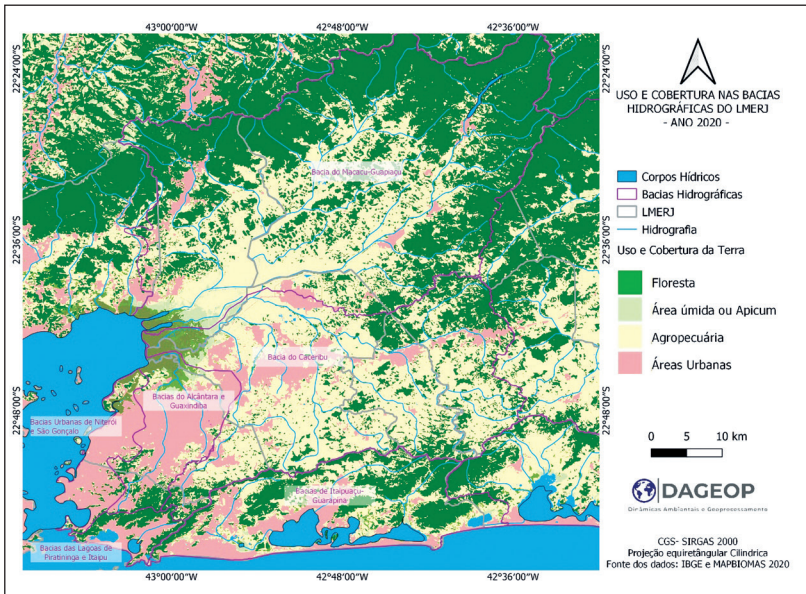 43°00'00"W 42°48'00"W 42°36'00"W
22°24'00"S
22°36'00"S
22°48'00"S
Bacia do Macacu-Guapiaçu
Bacia do Caceribu
Bacias do Alcântara e
Guaxindiba
Bacias Urbanas de Niterói
e São Gonçalo
Bacias de Itaipuaçu-
Guarapina
Bacias das Lagoas de
Piratininga e Itaipu
22°24'00"S
22°36'00"S
22°48'00"S
43°00'00"W 42°48'00"W 42°36'00"W
USO E COBERTURA NAS BACIAS
HIDROGRÁFICAS DO LMERJ
- ANO 2020 -
Corpos Hídricos
Bacias Hidrográficas
LMERJ
Hidrografia
Uso e Cobertura da Terra
Floresta
Área úmida ou Apicum
Agropecuária
Áreas Urbanas
0 5 10 km
DAGEOP
Dinâmicas Ambientais e Geoprocessamento
CGS- SIRGAS 2000
Projeção equiretângular Cilíndrica
Fonte dos dados: IBGE e MAPBIOMAS 2020